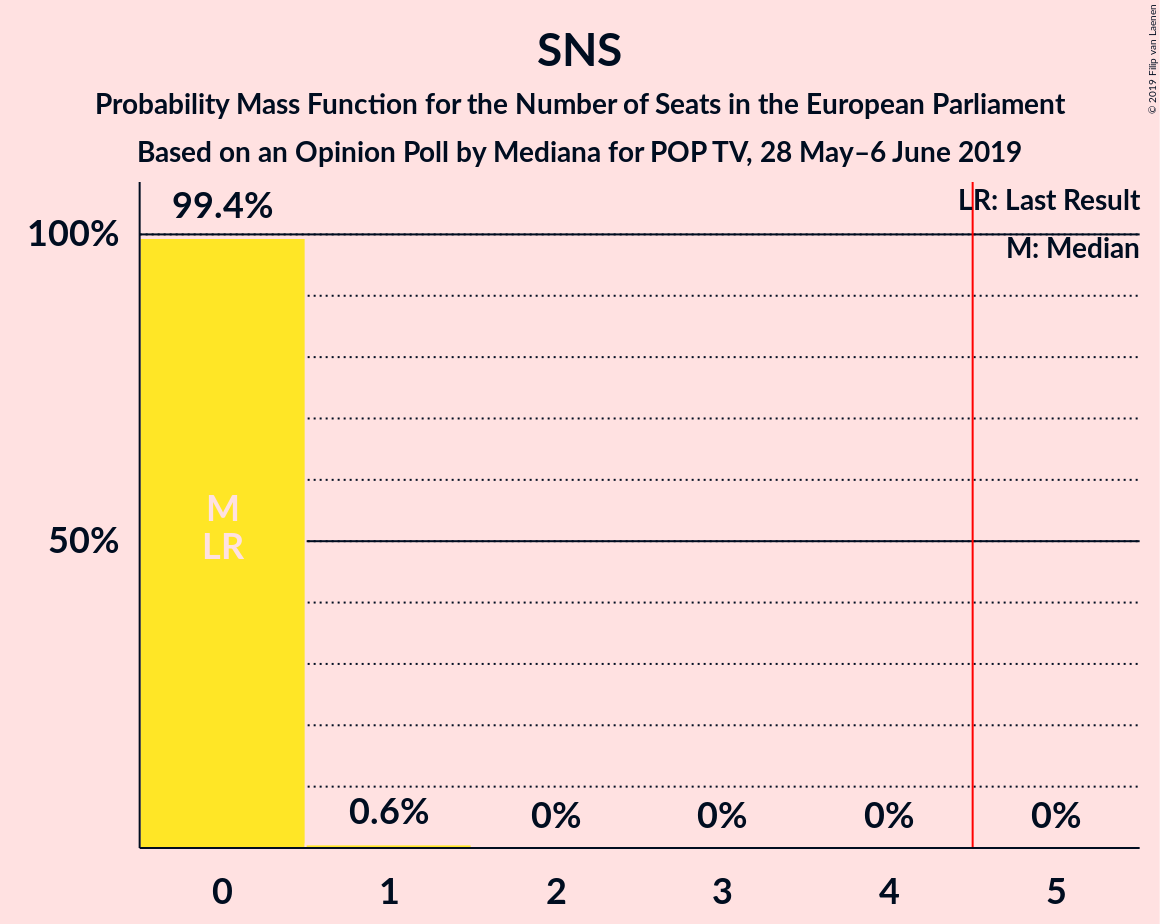 SNS
Probability Mass Function for the Number of Seats in the European Parliament
Based on an Opinion Poll by Mediana for POP TV, 28 May–6 June 2019
© 2019 Filip van Laenen
LR: Last Result
M: Median
99.4%
100%
M
LR
50%
0.6%
0%
0%
0%
0%
0 1 2 3 4 5